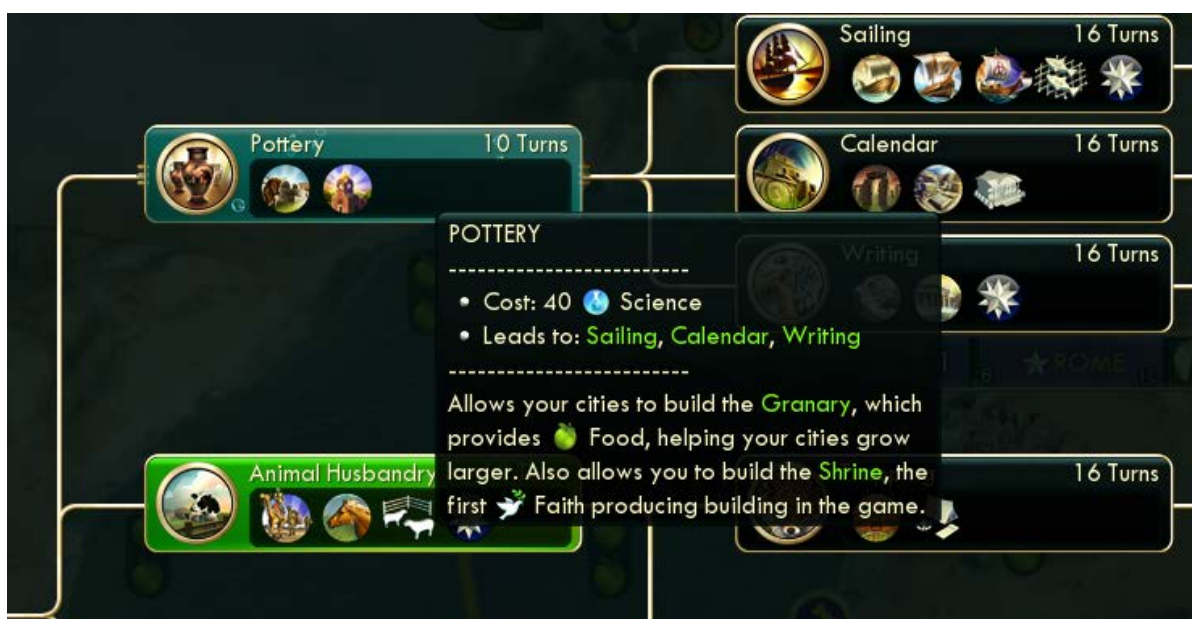 Sailing 16 Turns
Pottery 10 Turns
Calendar 16 Turns
POTTERY
-------------------------
• Cost: 40 Science
• Leads to: Sailing, Calendar, Writing
-------------------------
Allows your cities to build the Granary, which
provides Food, helping your cities grow
larger. Also allows you to build the Shrine, the
first Faith producing building in the game.
Writing 16 Turns
ROME
Animal Husbandry
16 Turns